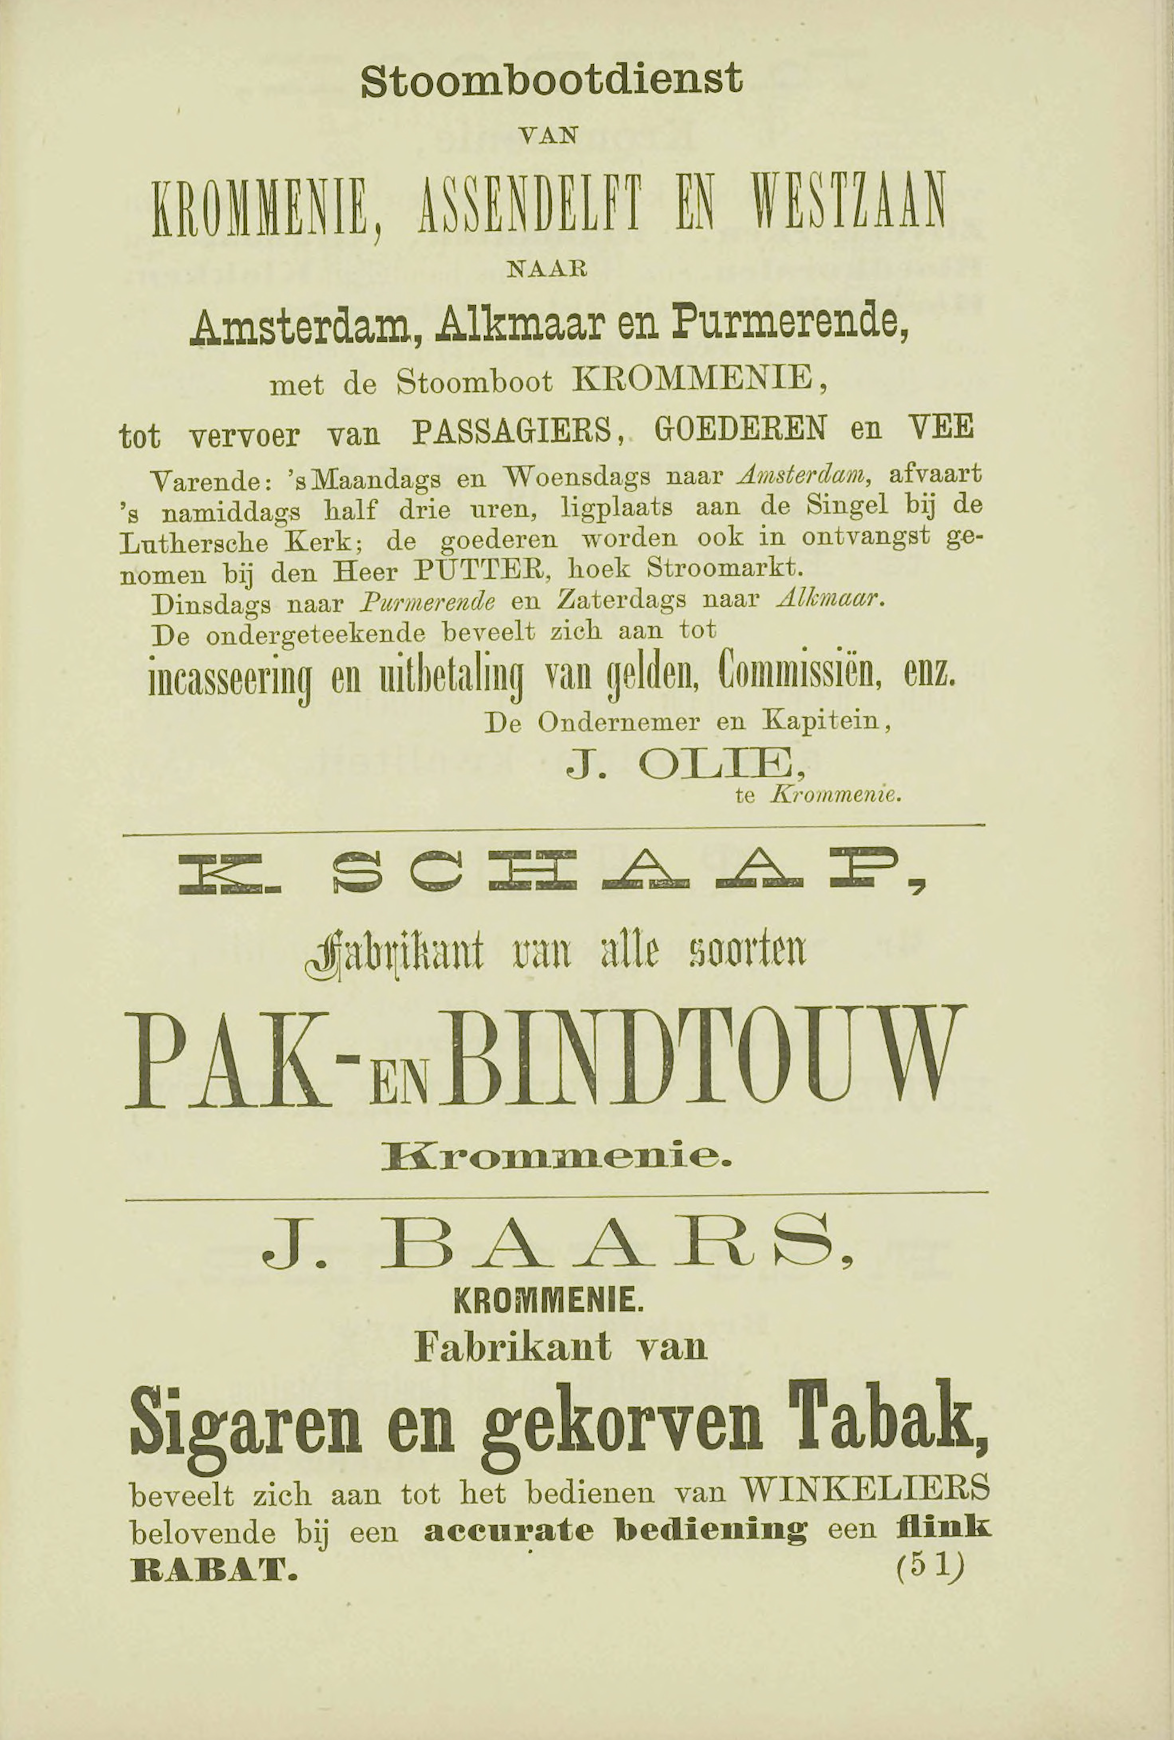 Stoombootdienst
VAN
KROMMENIE, ASSENDELFT EN WESTZAAN
NAAR
Amsterdam, Alkmaar en Purmerende,
met de Stoomboot KROMMENIE,
tot vervoer van PASSAGIERS, GOEDEREN en VEE
Varende: 's Maandags en Woensdags naar Amsterdam, afvaart
's namiddags half drie uren, ligplaats aan de Singel bij de
Luthersche Kerk; de goederen worden ook in ontvangst ge-
nomen bij den Heer PUTTER, hoek Stroomarkt.
Dinsdags naar Purmerende en Zaterdags naar Alkmaar.
De ondergeteekende beveelt zich aan tot
incasseering en uitbetaling van gelden, Commissiën, enz.
De Ondernemer en Kapitein,
J. OLIE,
te Krommenie.
K. SCHAAP,
Fabrikant van alle soorten
PAK- EN BINDTOUW
Krommenie.
J. BAARS,
KROMMENIE.
Fabrikant van
Sigaren en gekorven Tabak,
beveelt zich aan tot het bedienen van WINKELIERS
belovende bij een accurate bediening een flink
RABAT. (51)